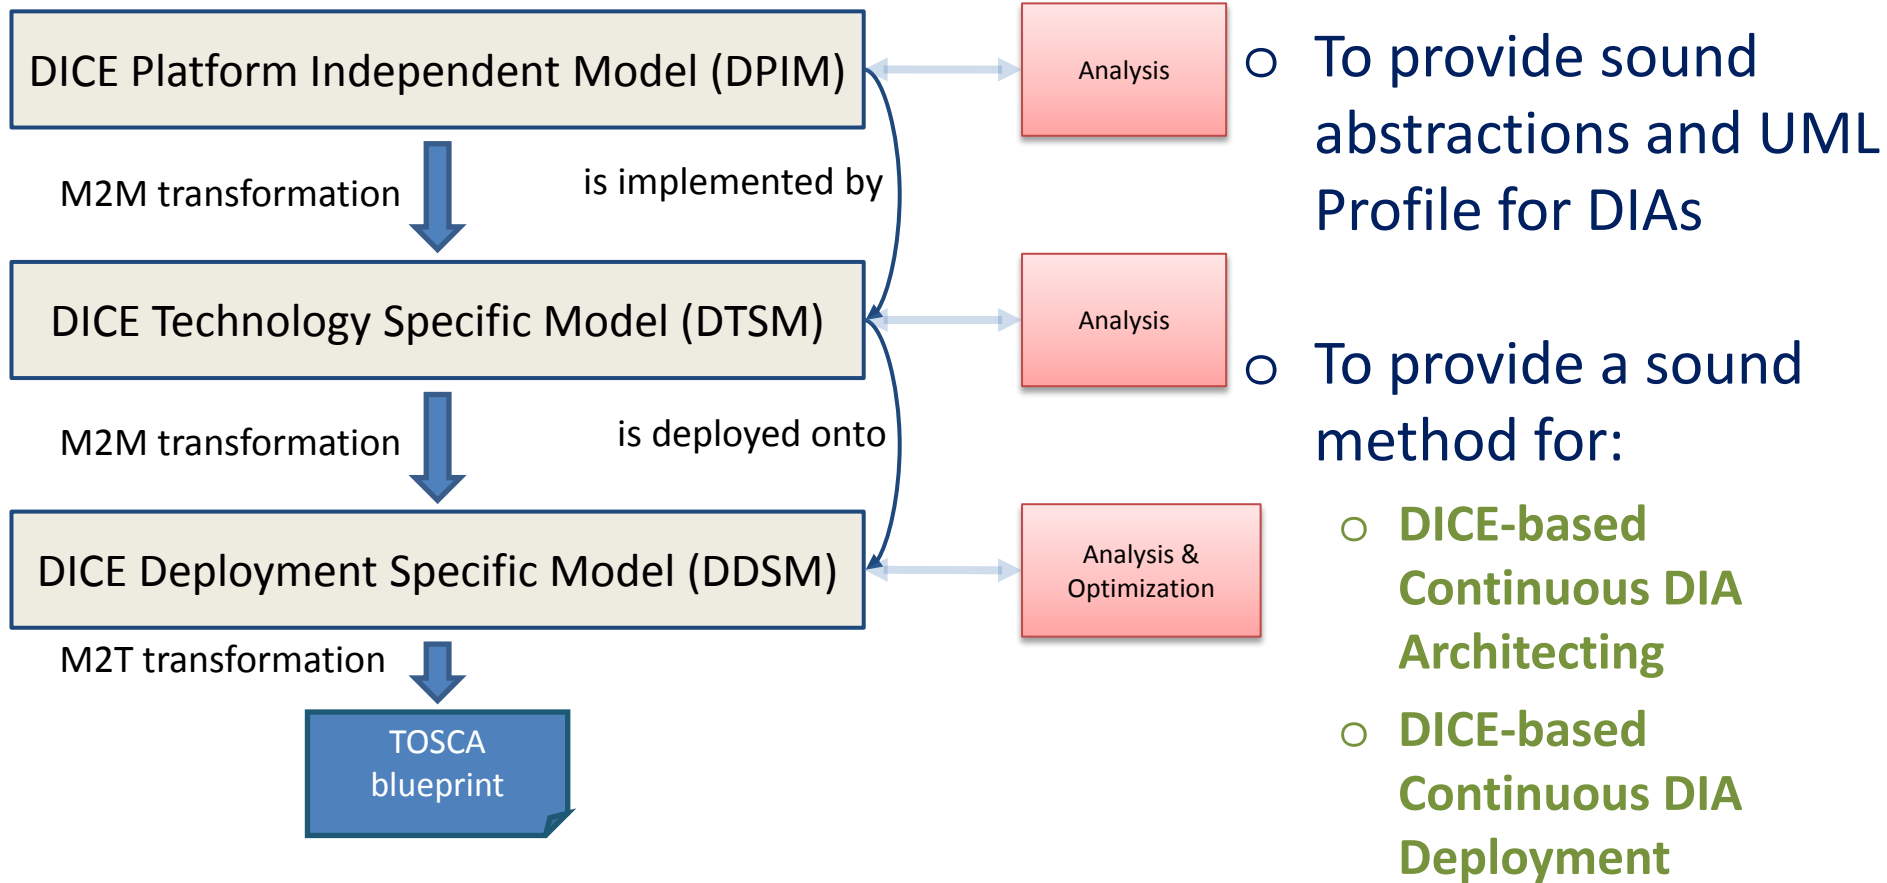 DICE Platform Independent Model (DPIM)
Analysis
M2M transformation
is implemented by
DICE Technology Specific Model (DTSM)
Analysis
M2M transformation
is deployed onto
DICE Deployment Specific Model (DDSM)
Analysis &
Optimization
M2T transformation
TOSCA
blueprint
o To provide sound
abstractions and UML
Profile for DIAs
o To provide a sound
method for:
o DICE-based
Continuous DIA
Architecting
o DICE-based
Continuous DIA
Deployment